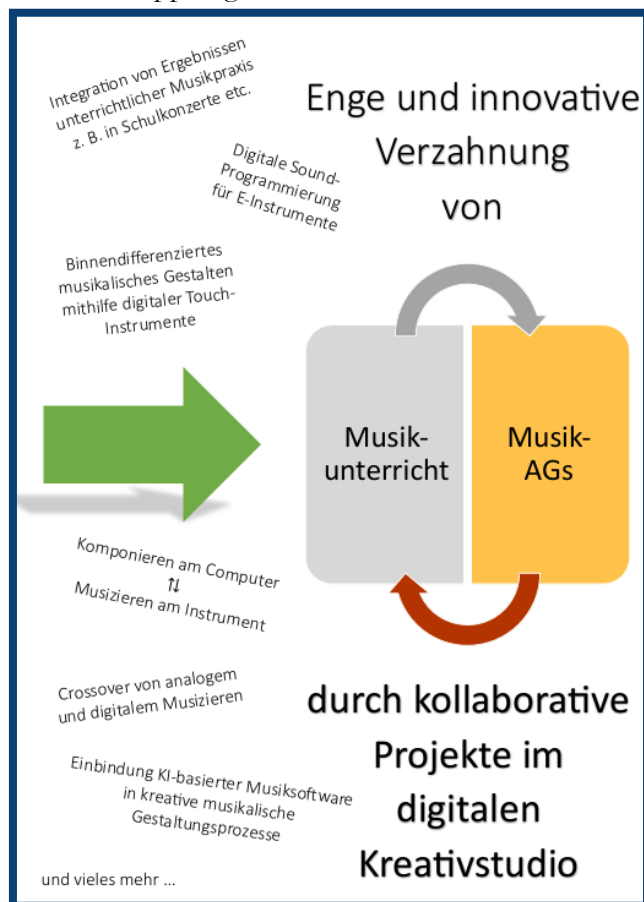 Integration von Ergebnissen
unterrichtlicher Musikpraxis
z. B. in Schulkonzerte etc.
Digitale Sound-
Programmierung
für E-Instrumente
Binnendifferenziertes
musikalisches Gestalten
mithilfe digitaler Touch-
Instrumente
Komponieren am Computer
⇅
Musizieren am Instrument
Crossover von analogem
und digitalem Musizieren
Einbindung KI-basierter Musiksoftware
in kreative musikalische
Gestaltungsprozesse
und vieles mehr ...
Enge und innovative
Verzahnung
von
Musik-
unterricht
Musik-
AGs
durch kollaborative
Projekte im
digitalen
Kreativstudio